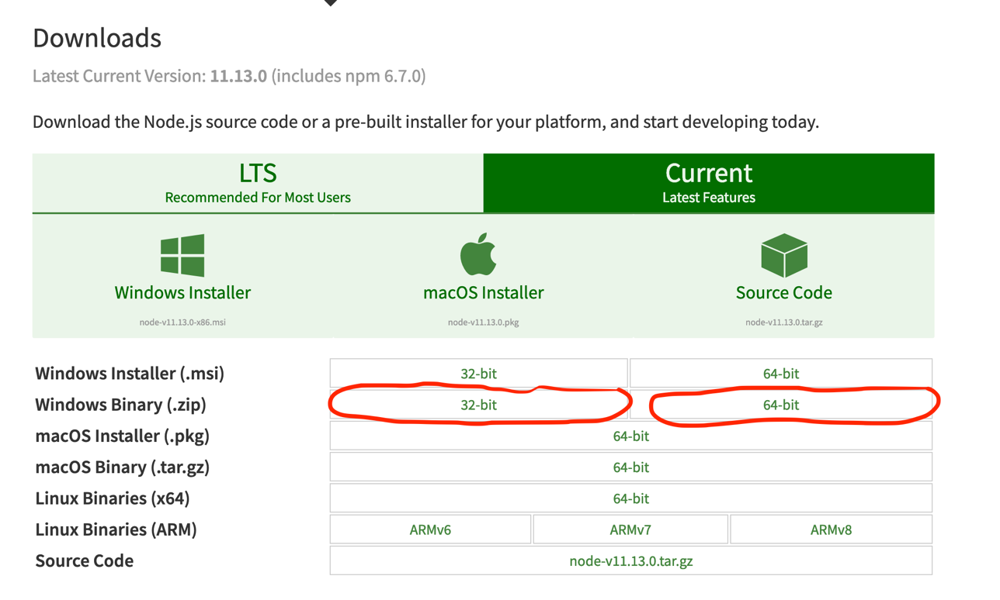 Downloads
Latest Current Version: 11.13.0 (includes npm 6.7.0)
Download the Node.js source code or a pre-built installer for your platform, and start developing today.
LTS
Recommended For Most Users
Current
Latest Features
Windows Installer
node-v11.13.0-x86.msi
macOS Installer
node-v11.13.0.pkg
Source Code
node-v11.13.0.tar.gz
Windows Installer (.msi) 32-bit 64-bit
Windows Binary (.zip) 32-bit 64-bit
macOS Installer (.pkg) 64-bit
macOS Binary (.tar.gz) 64-bit
Linux Binaries (x64) 64-bit
Linux Binaries (ARM) ARMv6 ARMv7 ARMv8
Source Code node-v11.13.0.tar.gz